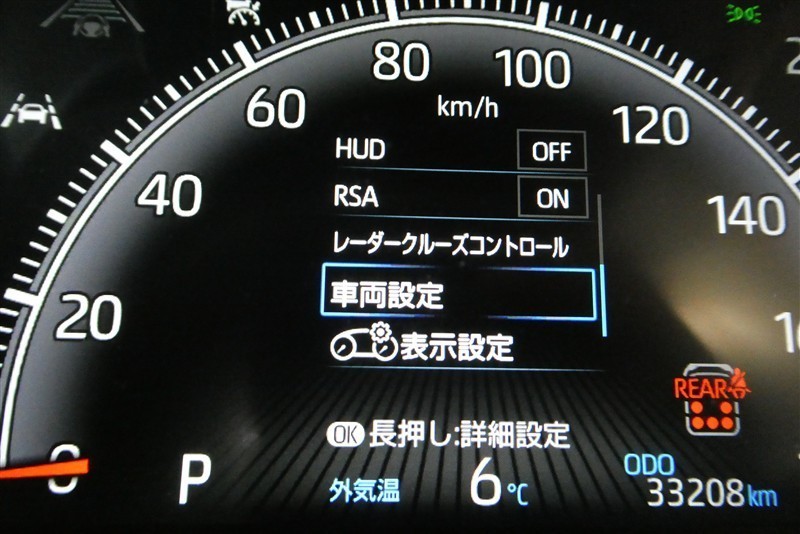 80 100
60 km/h 120
HUD OFF
40 RSA ON 140
レーダークルーズコントロール
車両設定
20
表示設定
REAR
OK 長押し:詳細設定
0 P 外気温 6℃ ODO 33208km